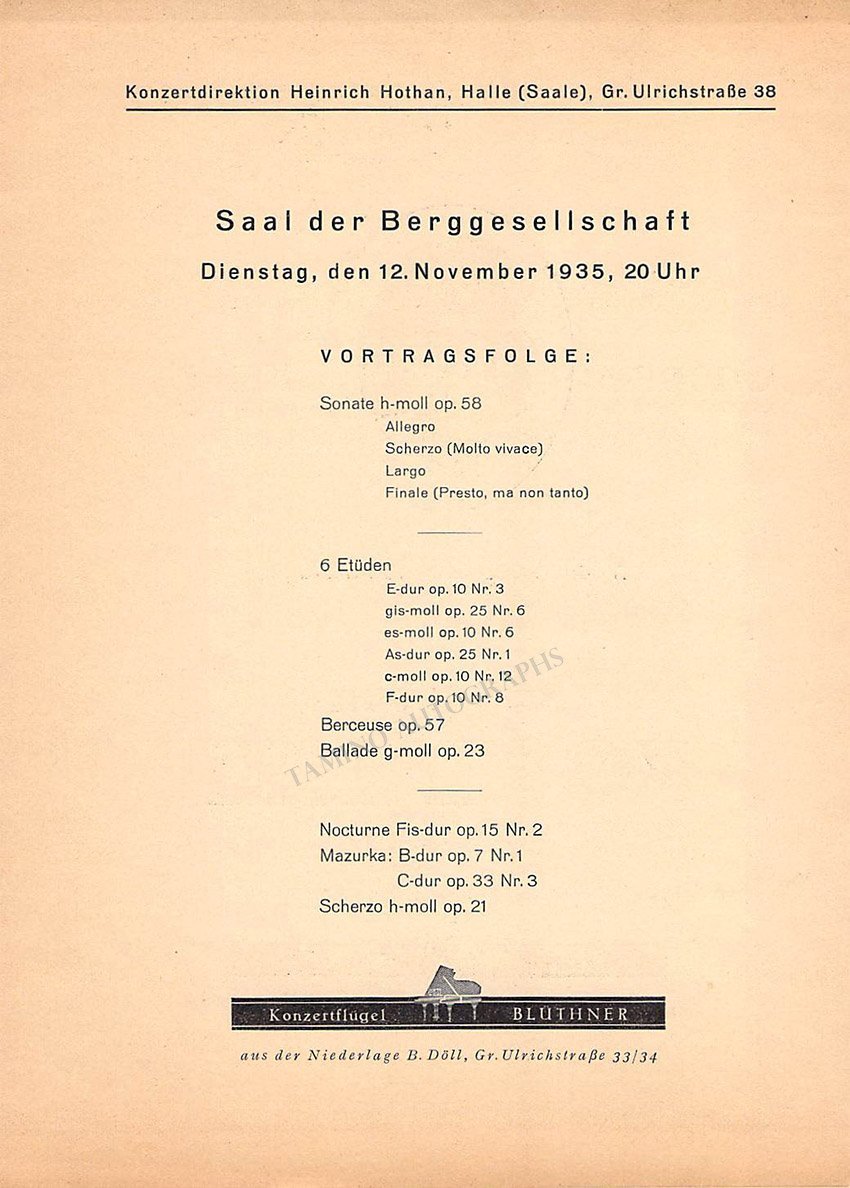 Konzertdirektion Heinrich Hothan, Halle (Saale), Gr. Ulrichstraße 38
Saal der Berggesellschaft
Dienstag, den 12. November 1935, 20 Uhr
VORTRAGSFOLGE:
Sonate h-moll op. 58
Allegro
Scherzo (Molto vivace)
Largo
Finale (Presto, ma non tanto)
6 Etüden
E-dur op. 10 Nr. 3
gis-moll op. 25 Nr. 6
es-moll op. 10 Nr. 6
As-dur op. 25 Nr. 1
c-moll op. 10 Nr. 12
F-dur op. 10 Nr. 8
Berceuse op. 57
Ballade g-moll op. 23
TAMINO AUTOGRAPHS
Nocturne Fis-dur op. 15 Nr. 2
Mazurka: B-dur op. 7 Nr. 1
C-dur op. 33 Nr. 3
Scherzo h-moll op. 21
Konzertflügel BLÜTHNER
aus der Niederlage B. Döll, Gr. Ulrichstraße 33/34